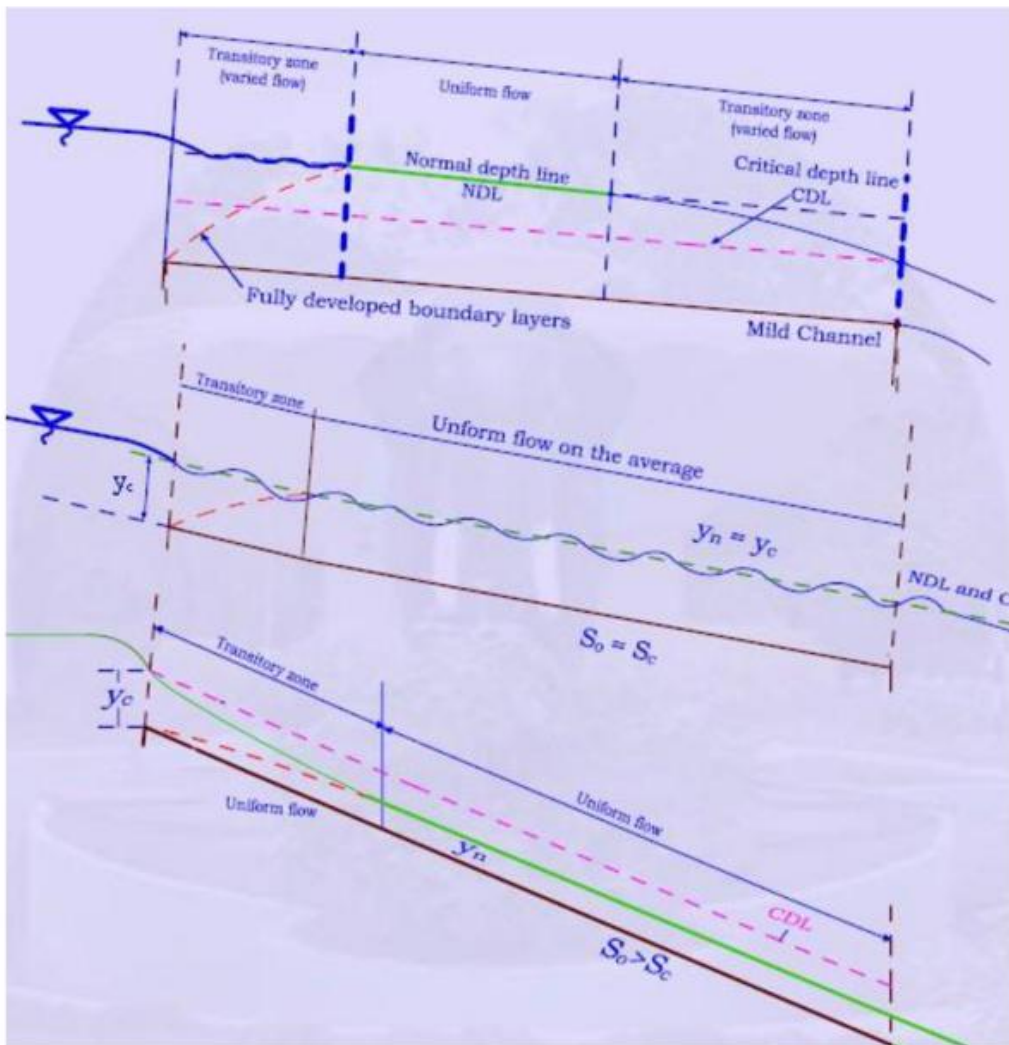 Transitory zone
(varied flow)
Uniform flow
Transitory zone
(varied flow)
Normal depth line
NDL
Critical depth line
CDL
Fully developed boundary layers
Mild Channel
Transitory zone
Unform flow on the average
yc
yn = yc
NDL and C
So = Sc
Transitory zone
yc
Uniform flow
Uniform flow
yn
CDL
So>Sc